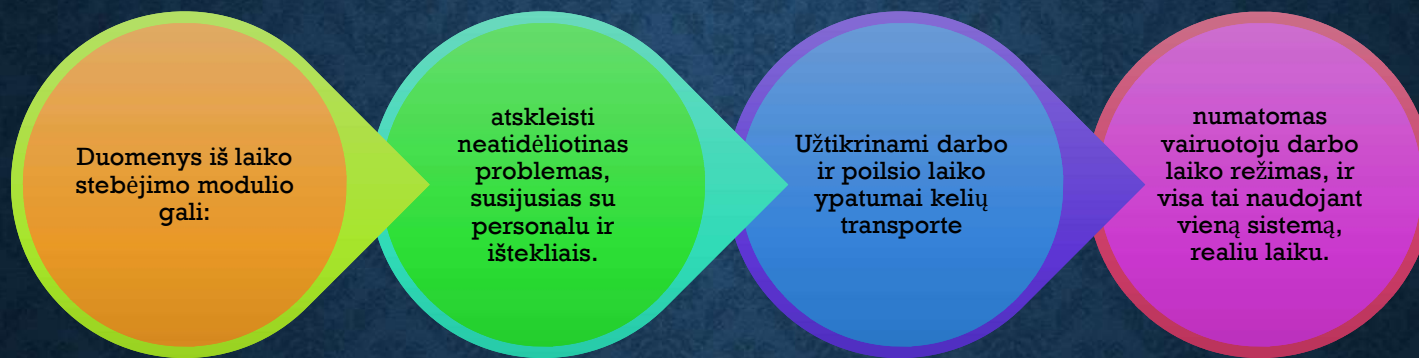 Duomenys iš laiko
stebėjimo modulio
gali:
atskleisti
neatidėliotinas
problemas,
susijusias su
personalu ir
ištekliais.
Užtikrinami darbo
ir poilsio laiko
ypatumai kelių
transporte
numatomas
vairuotoju darbo
laiko režimas, ir
visa tai naudojant
vieną sistemą,
realiu laiku.